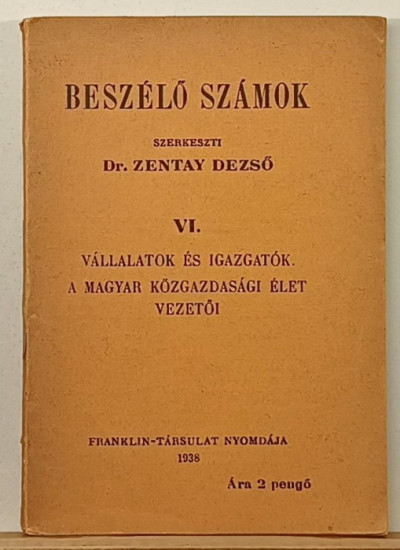 BESZÉLŐ SZÁMOK
SZERKESZTI
Dr. ZENTAY DEZSŐ
VI.
VÁLLALATOK ÉS IGAZGATÓK.
A MAGYAR KÖZGAZDASÁGI ÉLET
VEZETŐI
FRANKLIN-TÁRSULAT NYOMDÁJA
1938
Ára 2 pengő